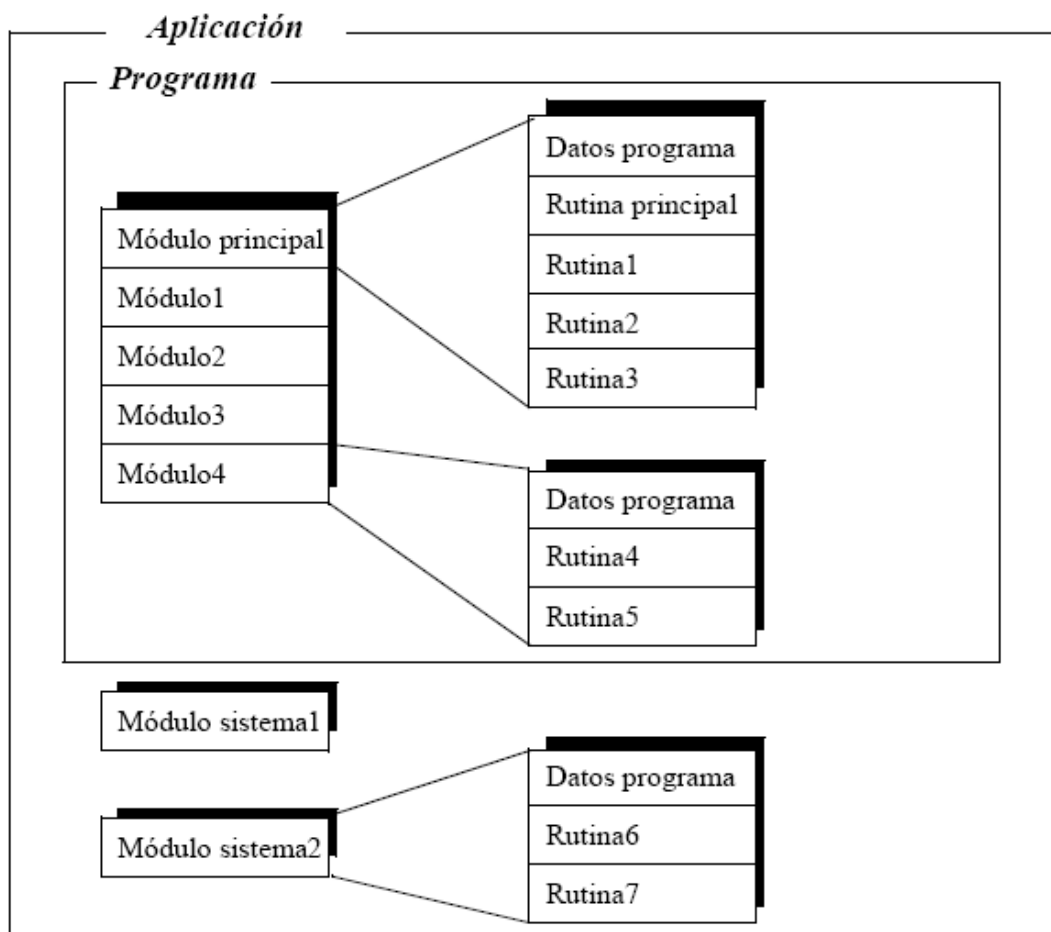 Aplicación
Programa
Módulo principal
Módulo1
Módulo2
Módulo3
Módulo4
Datos programa
Rutina principal
Rutina1
Rutina2
Rutina3
Datos programa
Rutina4
Rutina5
Módulo sistema1
Módulo sistema2
Datos programa
Rutina6
Rutina7